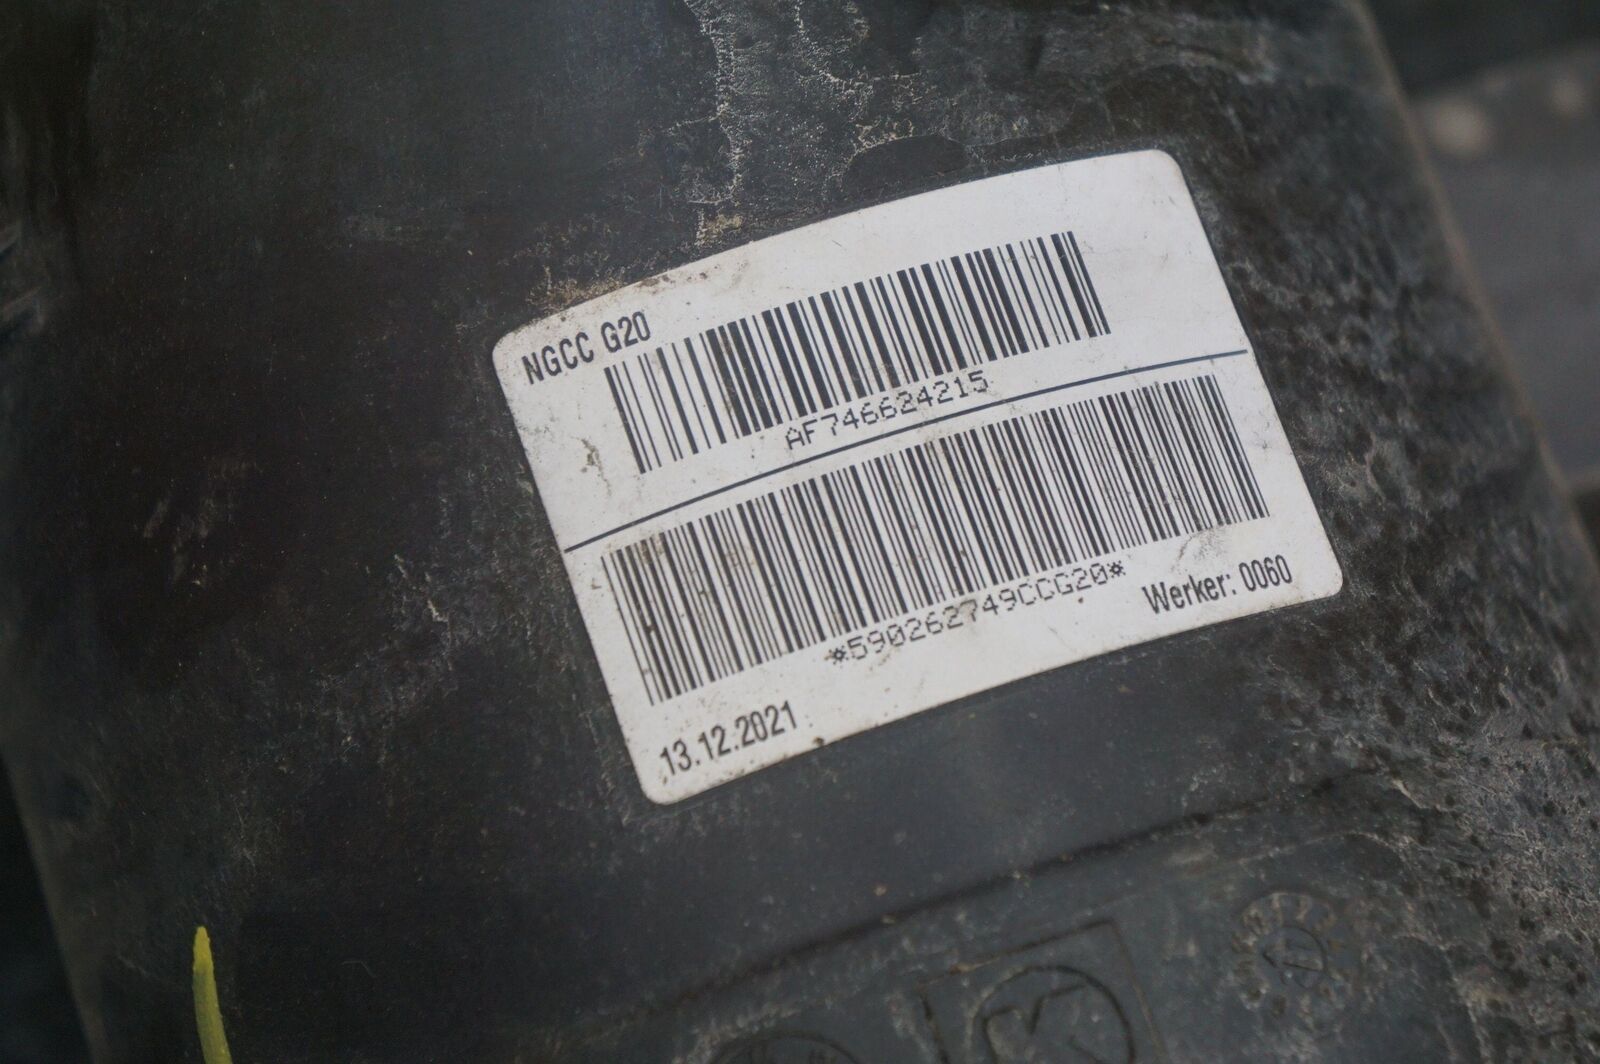 NGCC G20
AF746624215
*590262749CCG20*
Werker: 0060
13.12.2021